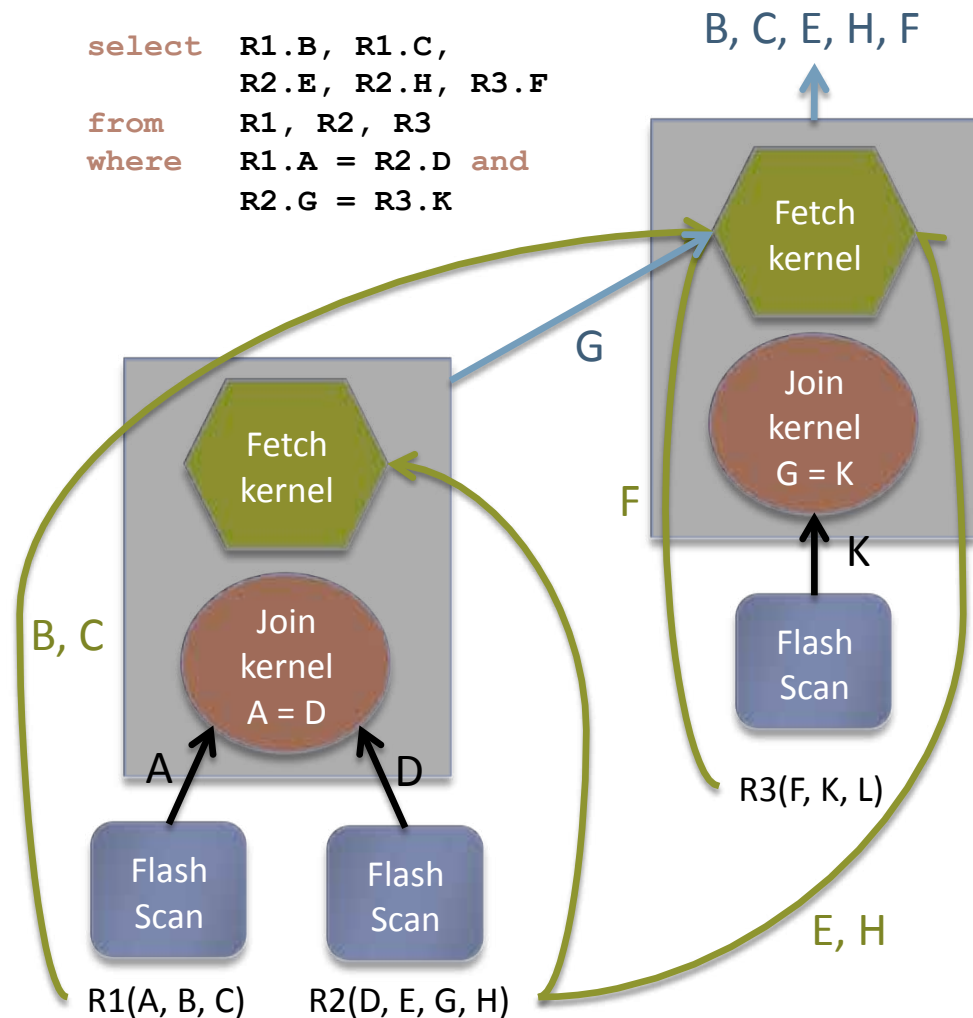 select R1.B, R1.C,
R2.E, R2.H, R3.F
from R1, R2, R3
where R1.A = R2.D and
R2.G = R3.K
B, C, E, H, F
Fetch
kernel
G
Join
kernel
G = K
F
K
Flash
Scan
R3(F, K, L)
Fetch
kernel
B, C
Join
kernel
A = D
A
D
Flash
Scan
Flash
Scan
E, H
R1(A, B, C)
R2(D, E, G, H)